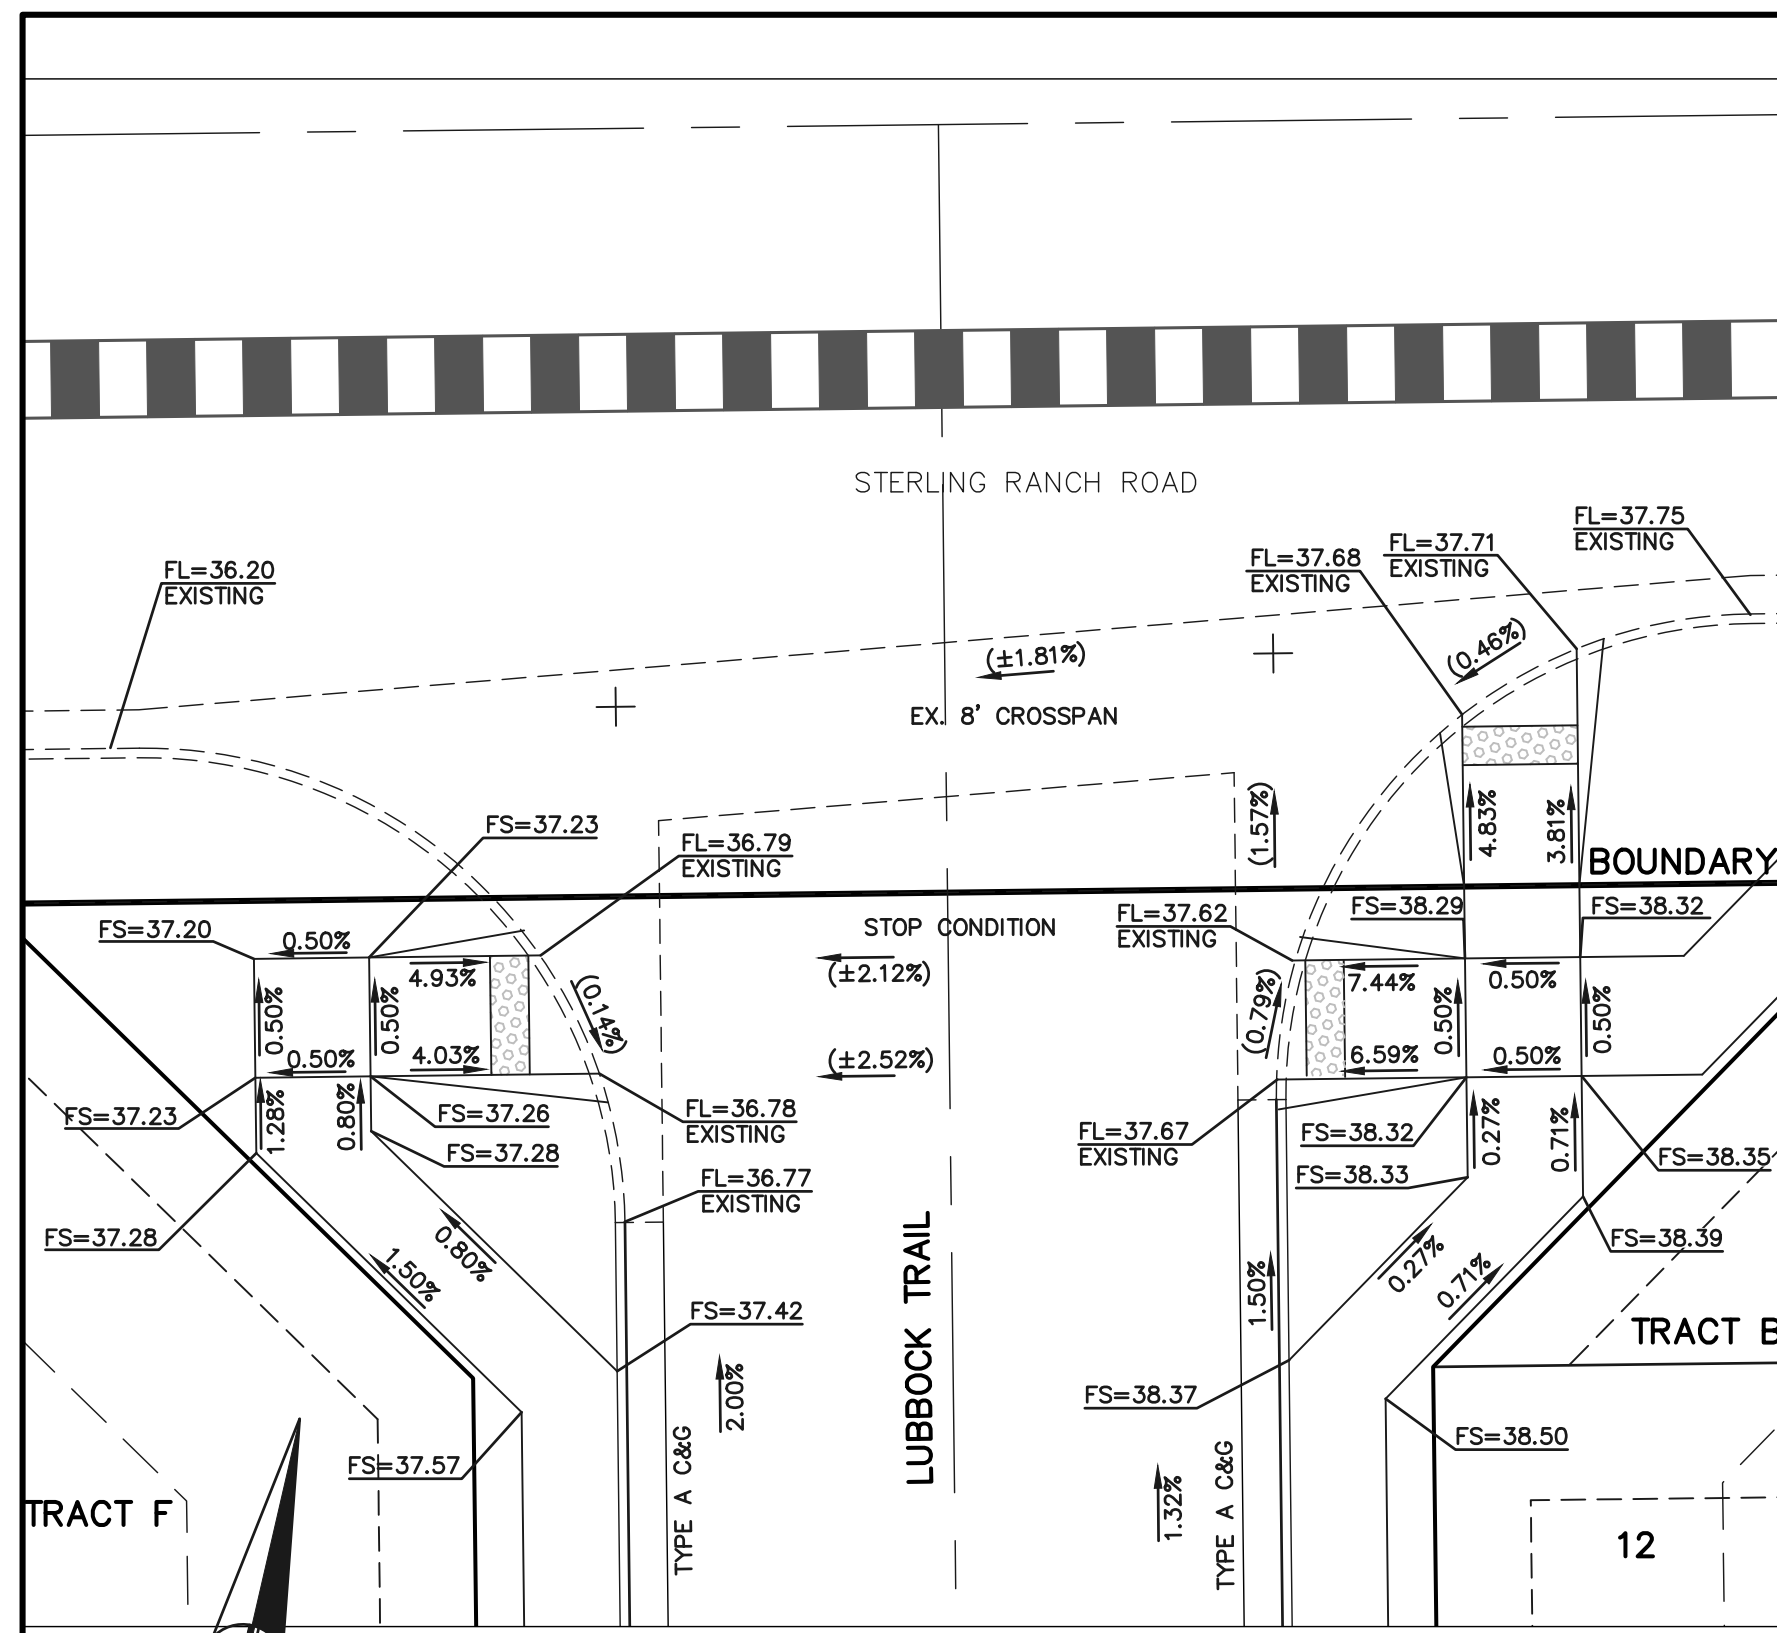 STERLING RANCH ROAD
FL=37.75
EXISTING
FL=37.71
EXISTING
FL=37.68
EXISTING
FL=36.20
EXISTING
(0.46%)
(±1.81%)
EX. 8' CROSSPAN
(1.57%)
4.83%
3.81%
FS=37.23
FL=36.79
EXISTING
BOUNDARY
FS=37.20
0.50%
STOP CONDITION
FL=37.62
EXISTING
FS=38.29
FS=38.32
4.93%
(±2.12%)
7.44%
0.50%
0.50%
0.50%
(0.14%)
(0.79%)
0.50%
0.50%
0.50%
4.03%
(±2.52%)
6.59%
0.50%
FS=37.23
1.28%
0.80%
FS=37.26
FL=36.78
EXISTING
FL=37.67
EXISTING
FS=38.32
0.27%
0.71%
FS=38.35
FS=37.28
FL=36.77
EXISTING
FS=38.33
FS=37.28
0.80%
1.50%
FS=38.39
0.27%
0.71%
1.50%
FS=37.42
TRACT B
LUBBOCK TRAIL
2.00%
FS=38.37
FS=38.50
FS=37.57
TYPE A C&G
1.32%
TYPE A C&G
TRACT F
12